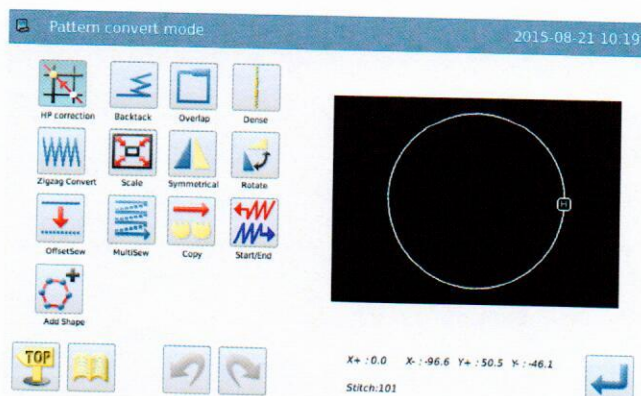 Pattern convert mode
2015-08-21 10:19
HP correction
Backtack
Overlap
Dense
Zigzag Convert
Scale
Symmetrical
Rotate
OffsetSew
MultiSew
Copy
Start/End
Add Shape
H
TOP
X+ :0.0 X- :-96.6 Y+ :50.5 Y- :-46.1
Stitch:101